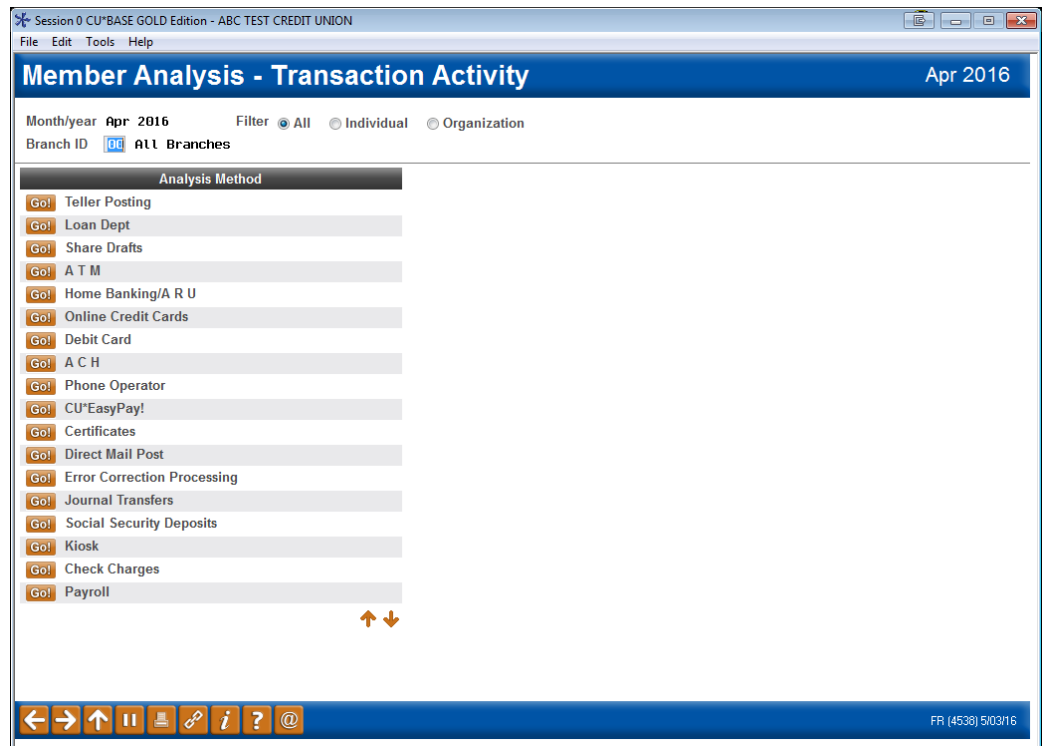 Session 0 CU*BASE GOLD Edition - ABC TEST CREDIT UNION
File Edit Tools Help
Member Analysis - Transaction Activity Apr 2016
Month/year Apr 2016 Filter All Individual Organization
Branch ID 00 All Branches
Analysis Method
Go! Teller Posting
Go! Loan Dept
Go! Share Drafts
Go! A T M
Go! Home Banking/A R U
Go! Online Credit Cards
Go! Debit Card
Go! A C H
Go! Phone Operator
Go! CU*EasyPay!
Go! Certificates
Go! Direct Mail Post
Go! Error Correction Processing
Go! Journal Transfers
Go! Social Security Deposits
Go! Kiosk
Go! Check Charges
Go! Payroll
i ? @ FR (4538) 5/03/16